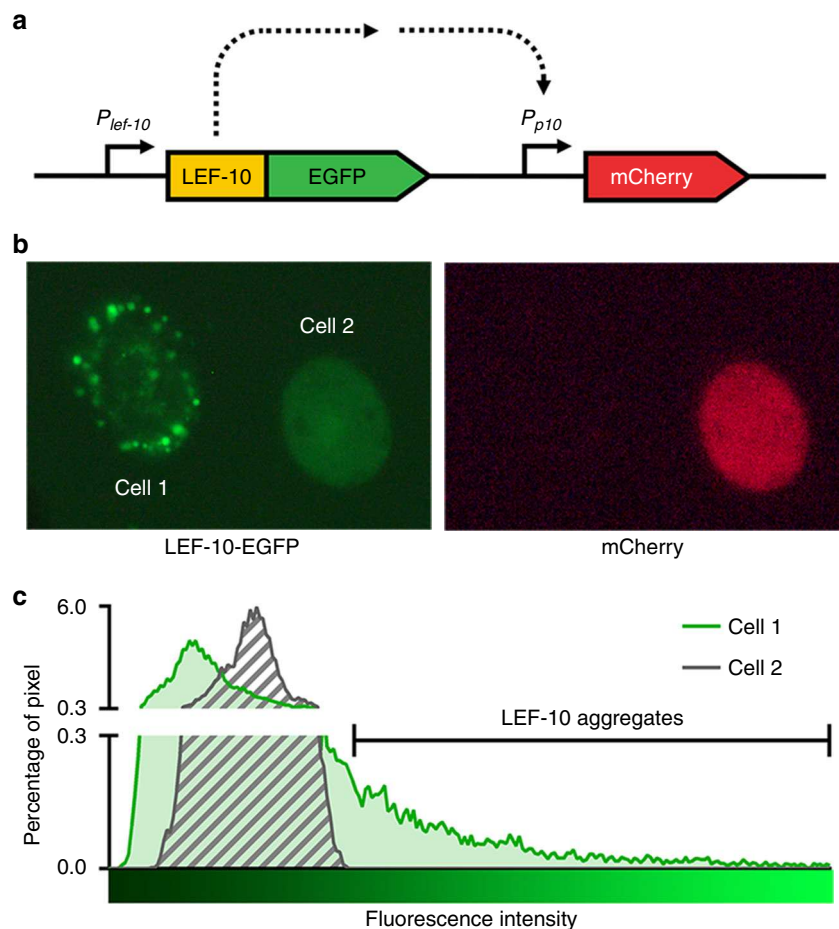 a
P_lef-10
P_p10
LEF-10
EGFP
mCherry
b
Cell 1
Cell 2
LEF-10-EGFP
mCherry
c
Percentage of pixel
6.0
0.3
0.3
0.0
Cell 1
Cell 2
LEF-10 aggregates
Fluorescence intensity